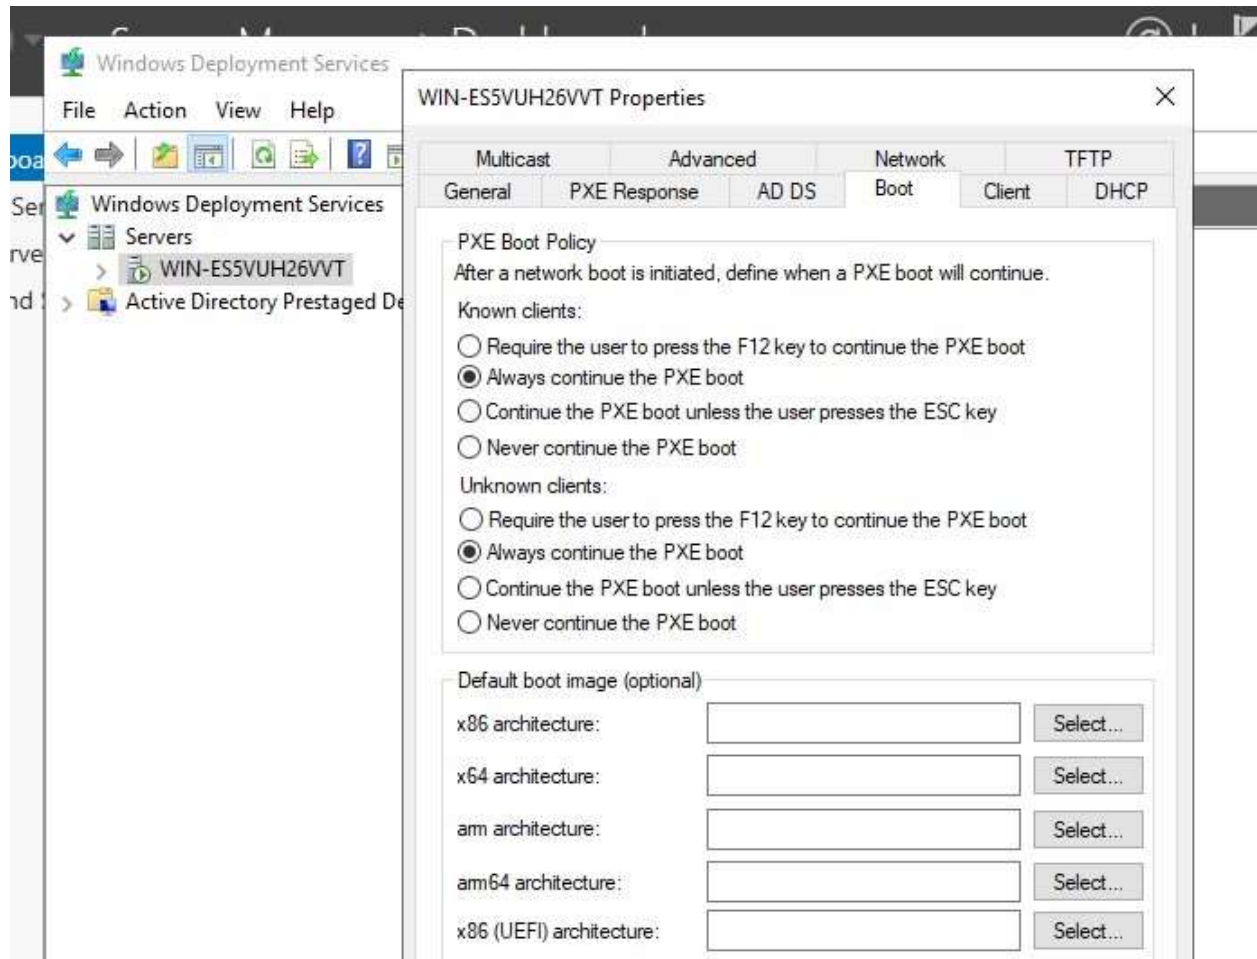 Windows Deployment Services
File Action View Help
Windows Deployment Services
Servers
WIN-ES5VUH26VVT
Active Directory Prestaged De
WIN-ES5VUH26VVT Properties
Multicast Advanced Network TFTP
General PXE Response AD DS Boot Client DHCP
PXE Boot Policy
After a network boot is initiated, define when a PXE boot will continue.
Known clients:
Require the user to press the F12 key to continue the PXE boot
Always continue the PXE boot
Continue the PXE boot unless the user presses the ESC key
Never continue the PXE boot
Unknown clients:
Require the user to press the F12 key to continue the PXE boot
Always continue the PXE boot
Continue the PXE boot unless the user presses the ESC key
Never continue the PXE boot
Default boot image (optional)
x86 architecture: Select...
x64 architecture: Select...
arm architecture: Select...
arm64 architecture: Select...
x86 (UEFI) architecture: Select...